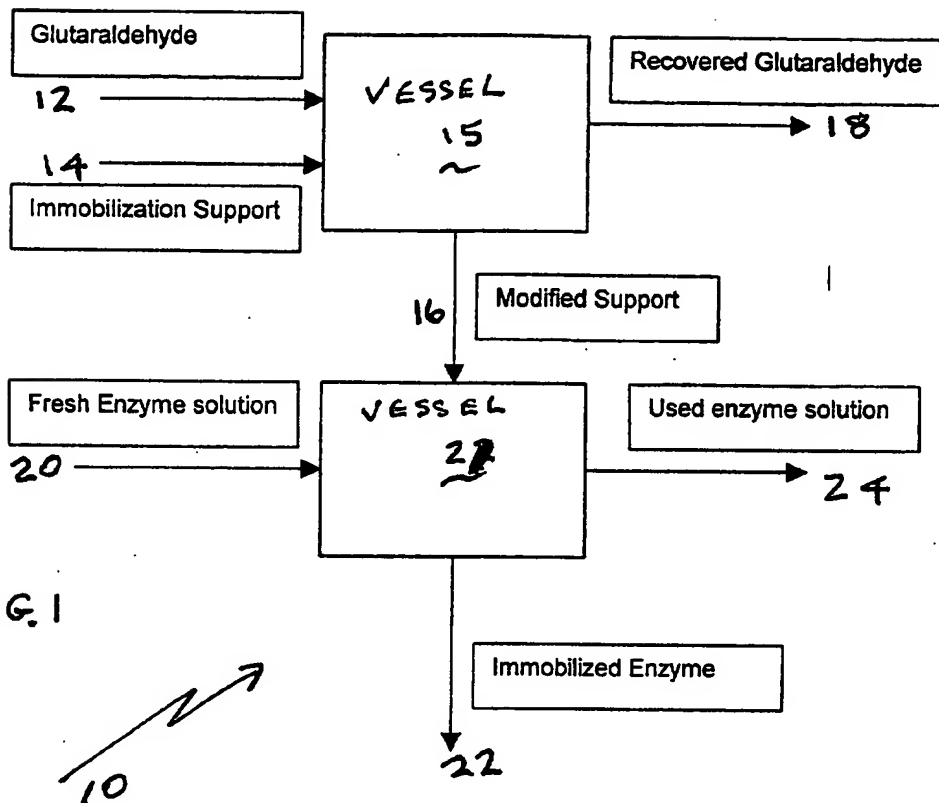 Glutaraldehyde
12
14
Immobilization Support
VESSEL
15
Recovered Glutaraldehyde
18
16
Modified Support
Fresh Enzyme solution
20
VESSEL
Used enzyme solution
24
G. 1
10
Immobilized Enzyme
22